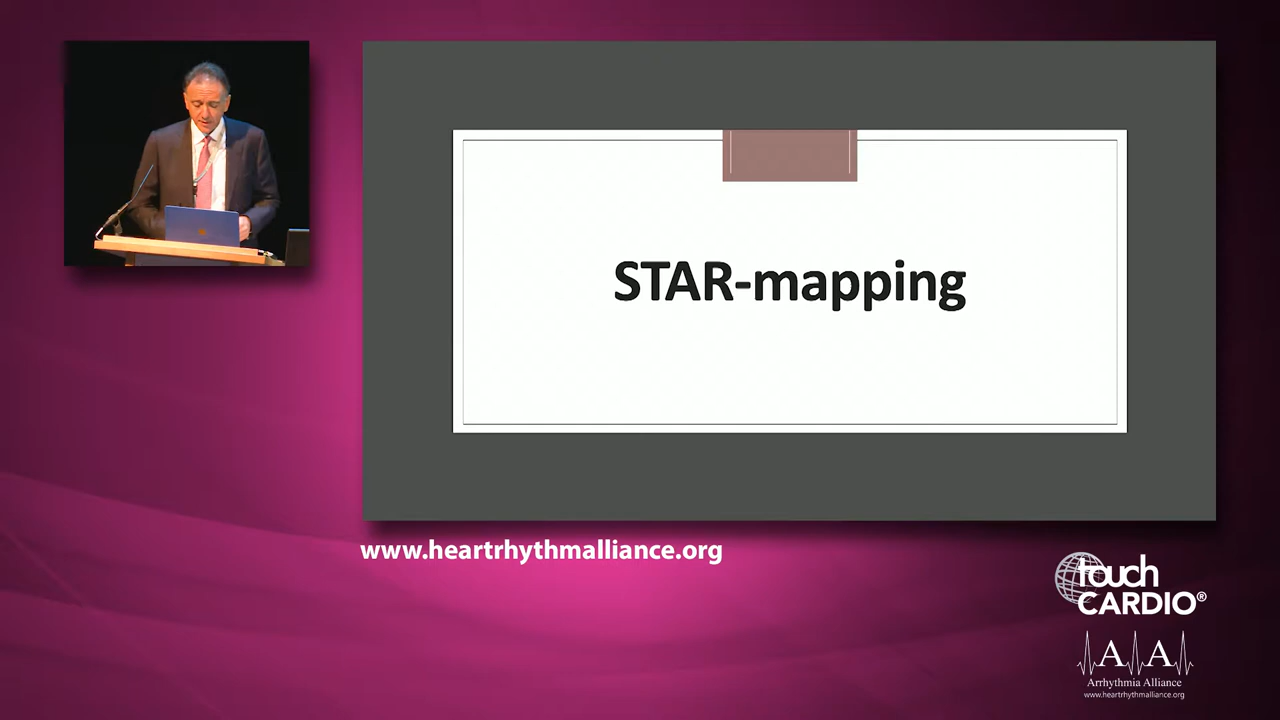 STAR-mapping
www.heartrhythmalliance.org
touch
CARDIO®
A A
Arrhythmia Alliance
www.heartrhythmalliance.org